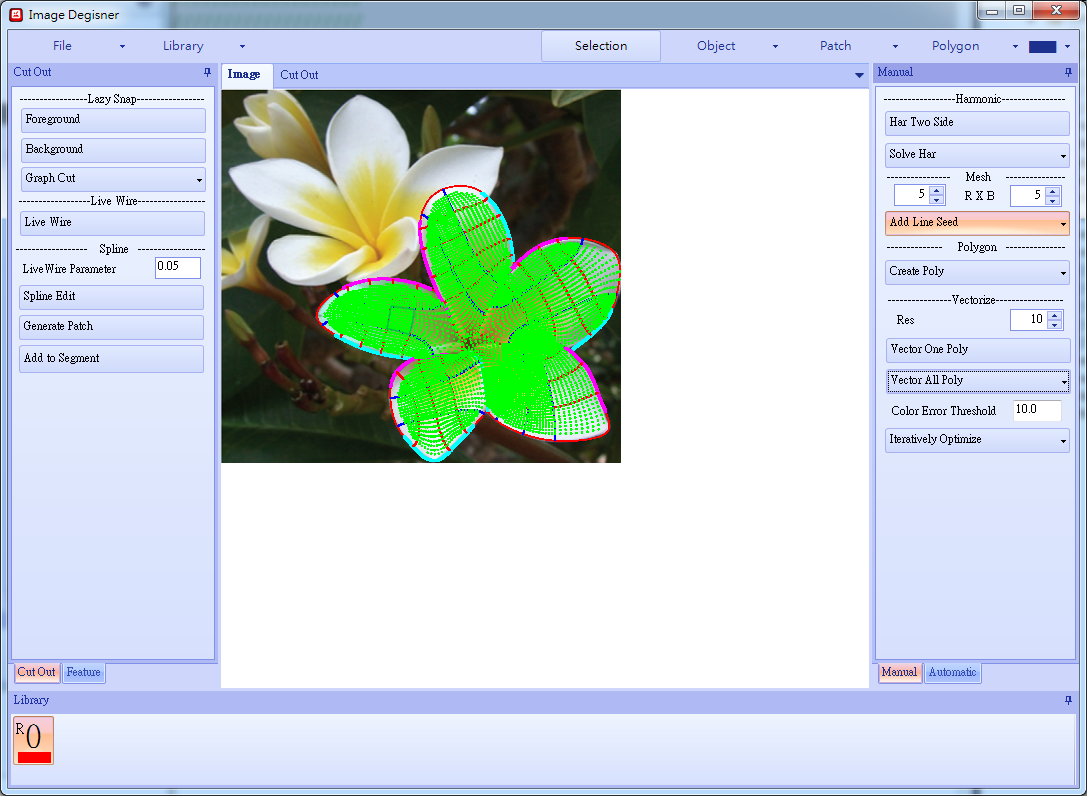 Image Degisner
File Library Selection Object Patch Polygon
Cut Out
-----------------Lazy Snap-----------------
Foreground
Background
Graph Cut
------------------Live Wire-----------------
Live Wire
----------------- Spline -----------------
LiveWire Parameter 0.05
Spline Edit
Generate Patch
Add to Segment
Cut Out Feature
Image Cut Out
Manual
------------------Harmonic----------------
Har Two Side
Solve Har
---------------- Mesh ---------------
5 R X B 5
Add Line Seed
-------------- Polygon ---------------
Create Poly
----------------Vectorize----------------
Res 10
Vector One Poly
Vector All Poly
Color Error Threshold 10.0
Iteratively Optimize
Manual Automatic
Library
R 0